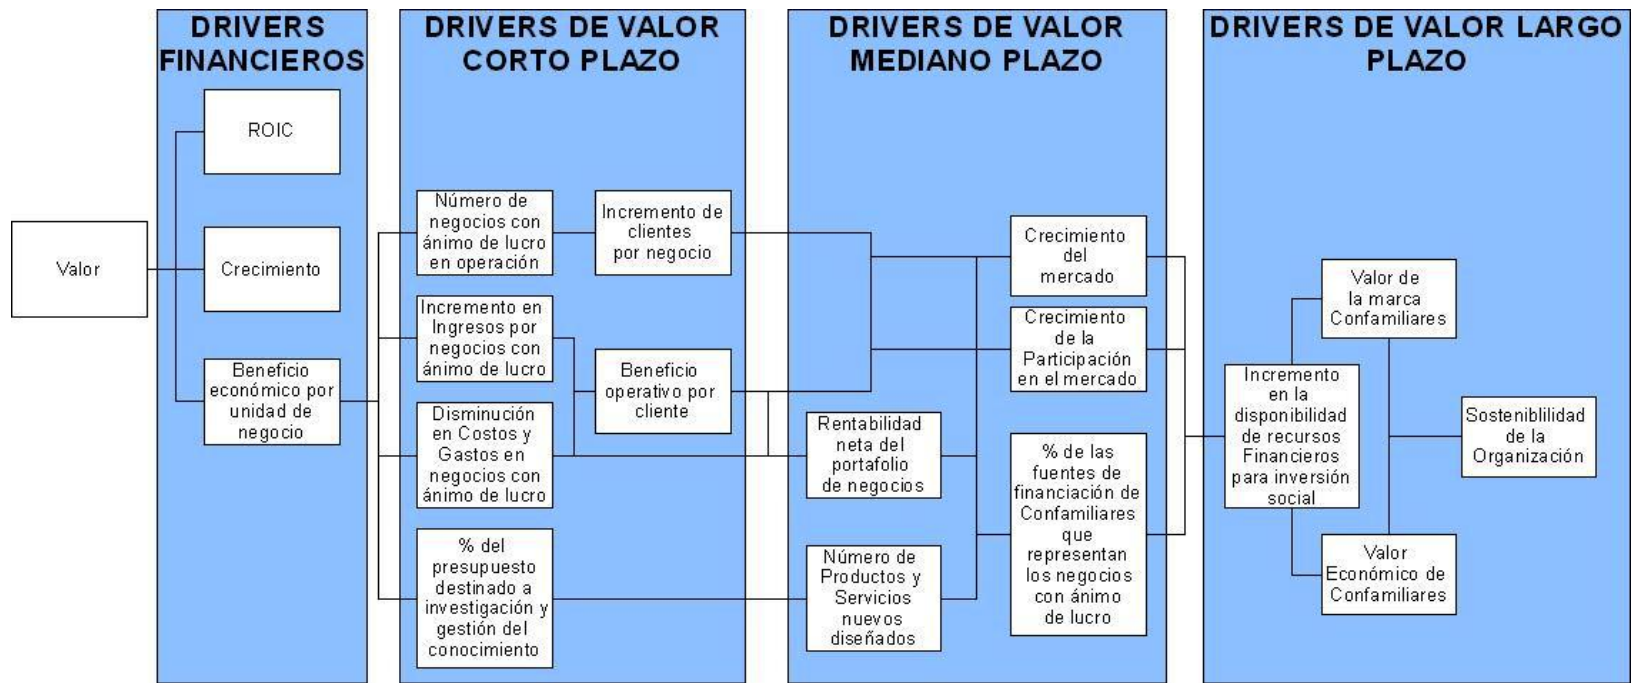 DRIVERS
FINANCIEROS
DRIVERS DE VALOR
CORTO PLAZO
DRIVERS DE VALOR
MEDIANO PLAZO
DRIVERS DE VALOR LARGO
PLAZO
Valor
ROIC
Crecimiento
Beneficio
económico por
unidad de
negocio
Número de
negocios con
ánimo de lucro
en operación
Incremento en
Ingresos por
negocios con
ánimo de lucro
Disminución
en Costos y
Gastos en
negocios con
ánimo de lucro
% del
presupuesto
destinado a
investigación y
gestión del
conocimiento
Incremento de
clientes
por negocio
Beneficio
operativo por
cliente
Rentabilidad
neta del
portafolio
de negocios
Número de
Productos y
Servicios
nuevos
diseñados
Crecimiento
del
mercado
Crecimiento
de la
Participación
en el mercado
% de las
fuentes de
financiación de
Confamiliares
que
representan
los negocios
con ánimo
de lucro
Incremento
en la
disponibilidad
de recursos
Financieros
para inversión
social
Valor de
la marca
Confamiliares
Valor
Económico de
Confamiliares
Sosteniblilidad
de la
Organización